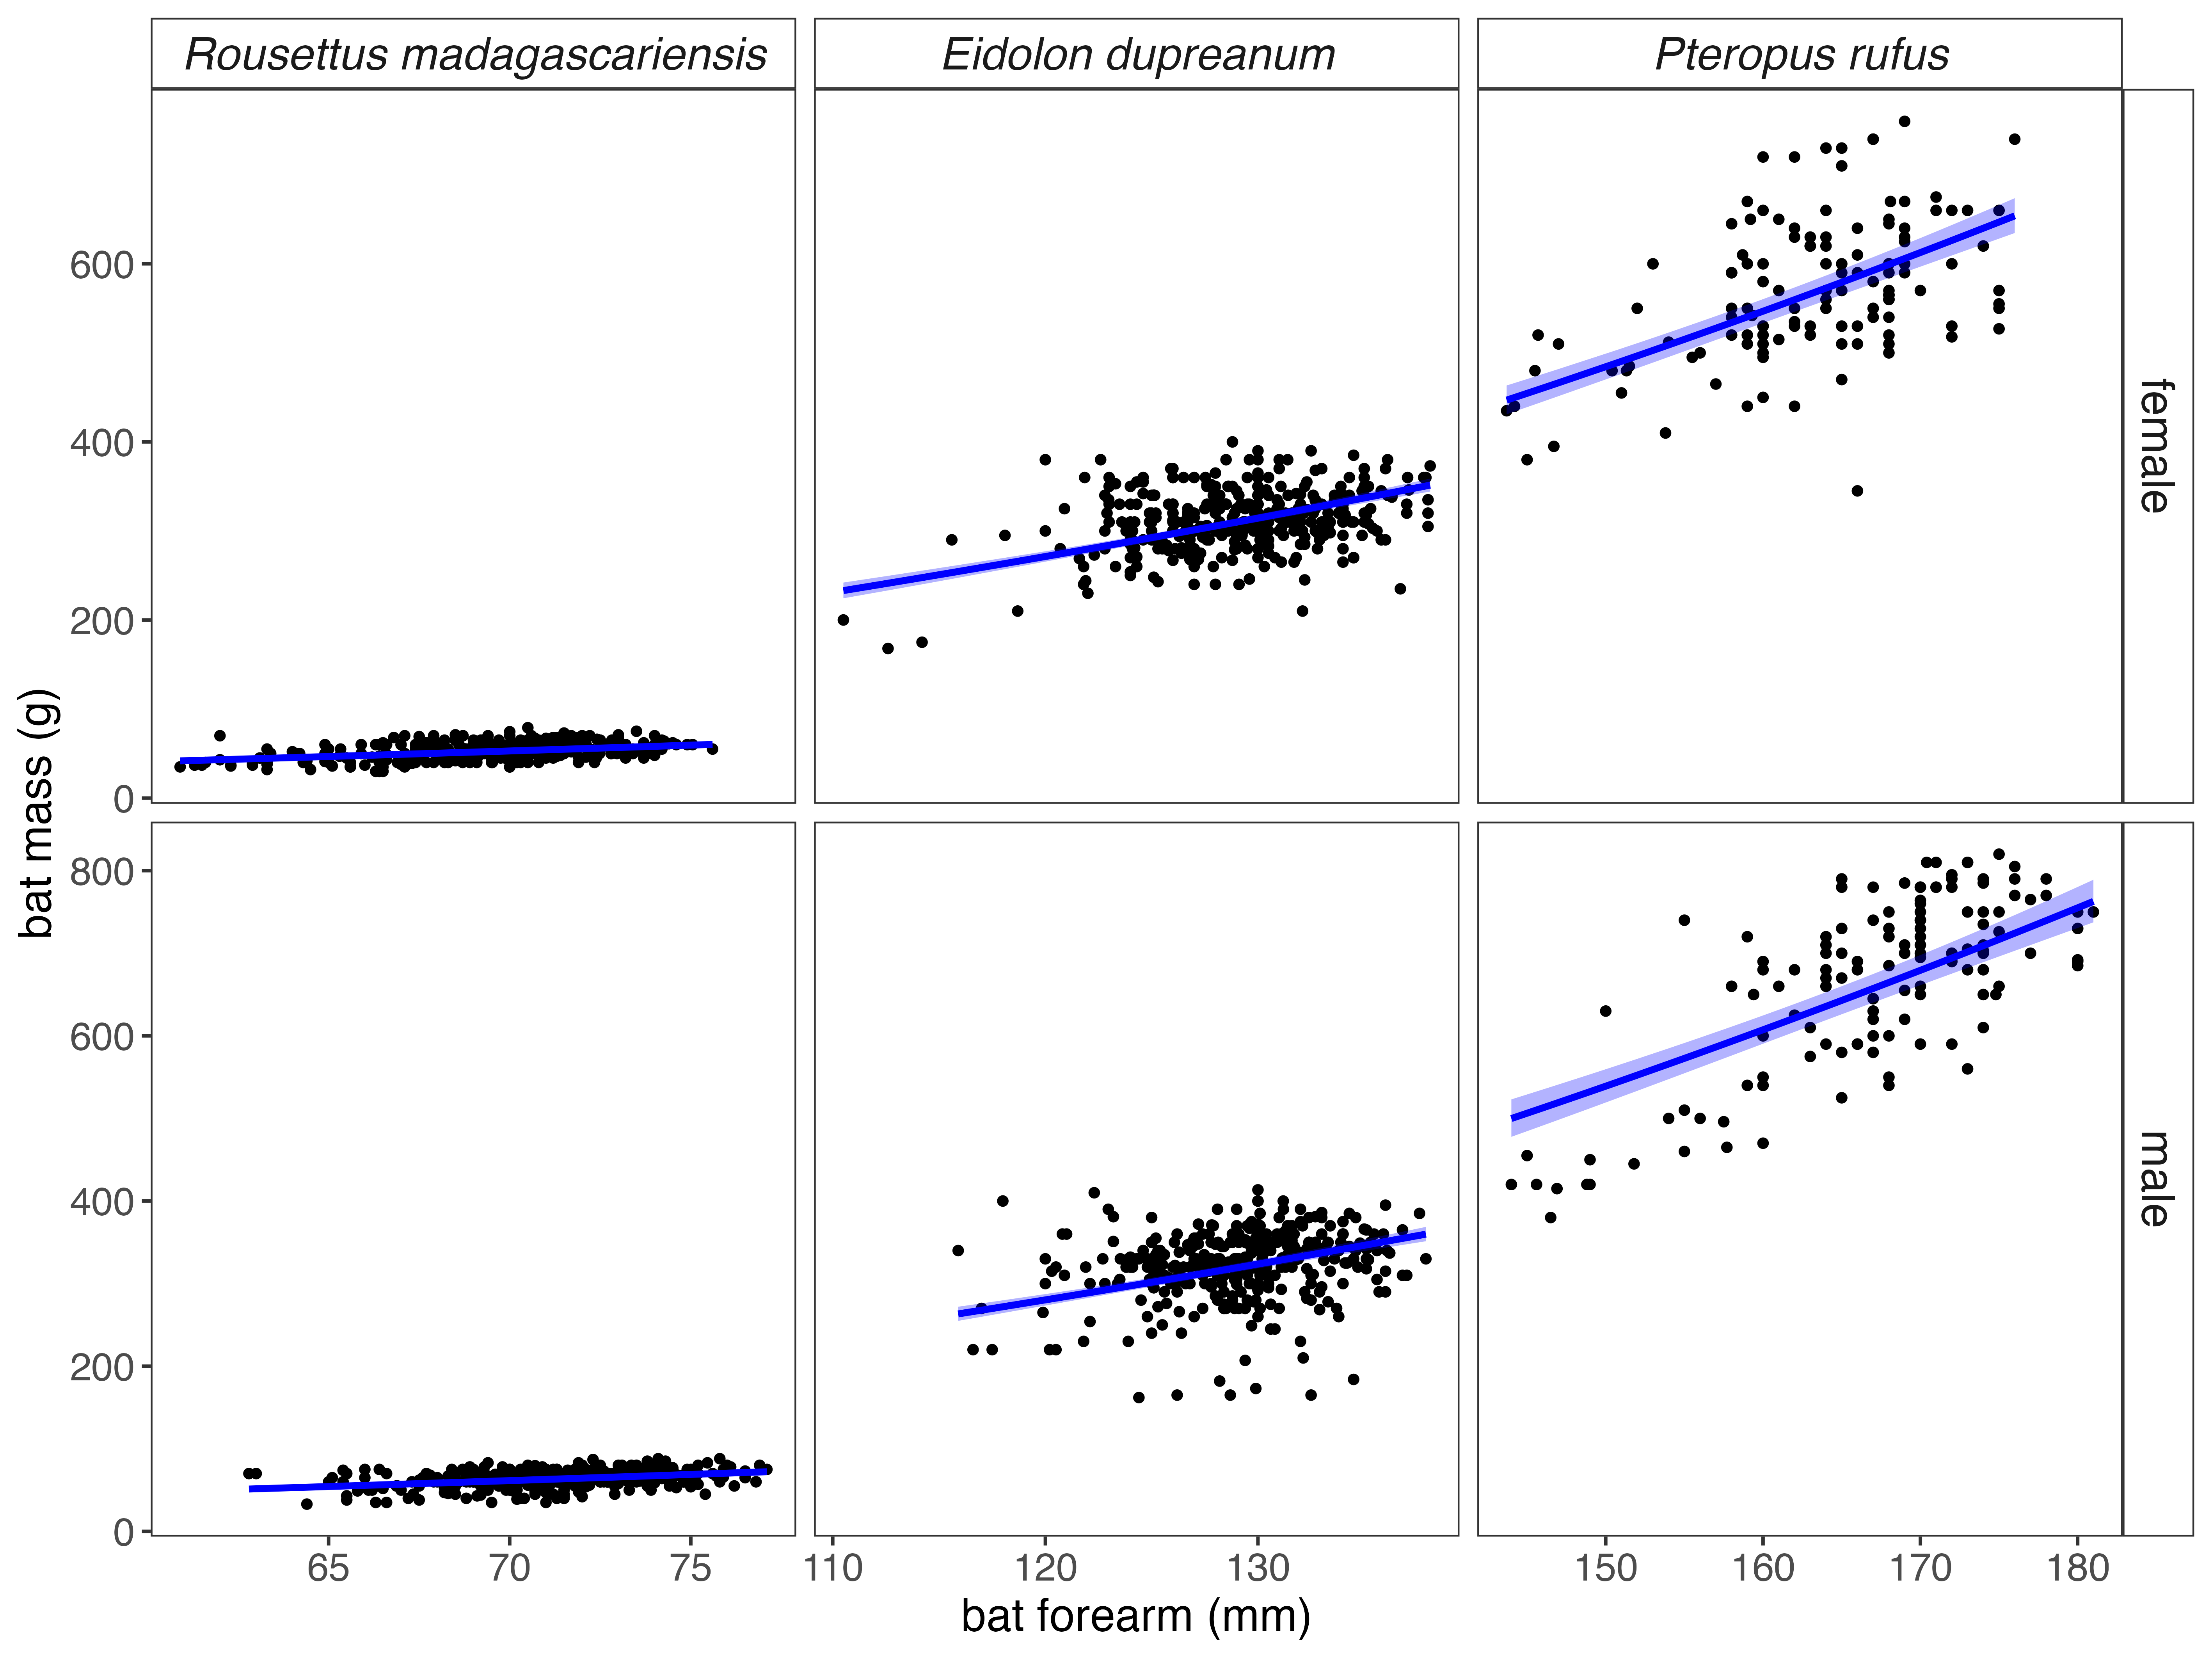 Rousettus madagascariensis
Eidolon dupreanum
Pteropus rufus
600
400
200
0
female
bat mass (g)
800
600
400
200
0
male
65
70
75
110
120
130
150
160
170
180
bat forearm (mm)